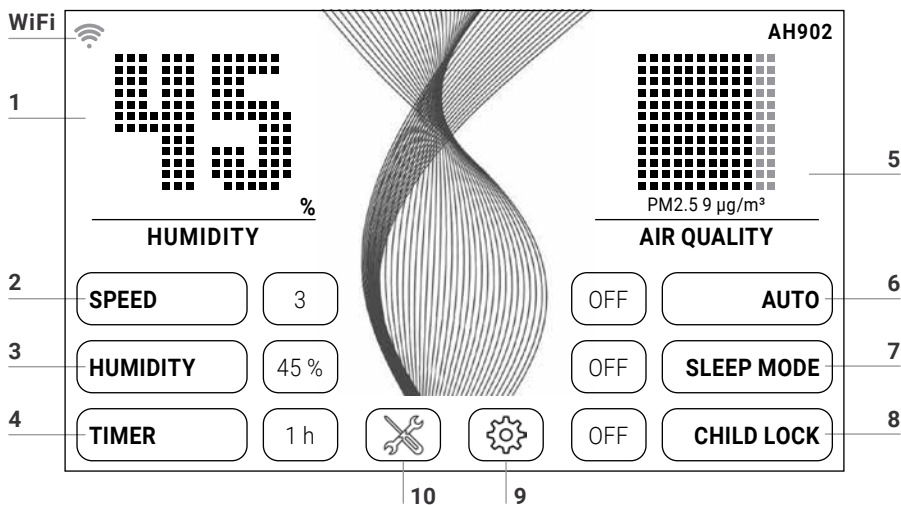 WiFi
AH902
1
45
%
HUMIDITY
5
PM2.5 9 µg/m³
AIR QUALITY
2
SPEED
3
OFF
AUTO
6
3
HUMIDITY
45 %
OFF
SLEEP MODE
7
4
TIMER
1 h
OFF
CHILD LOCK
8
10
9